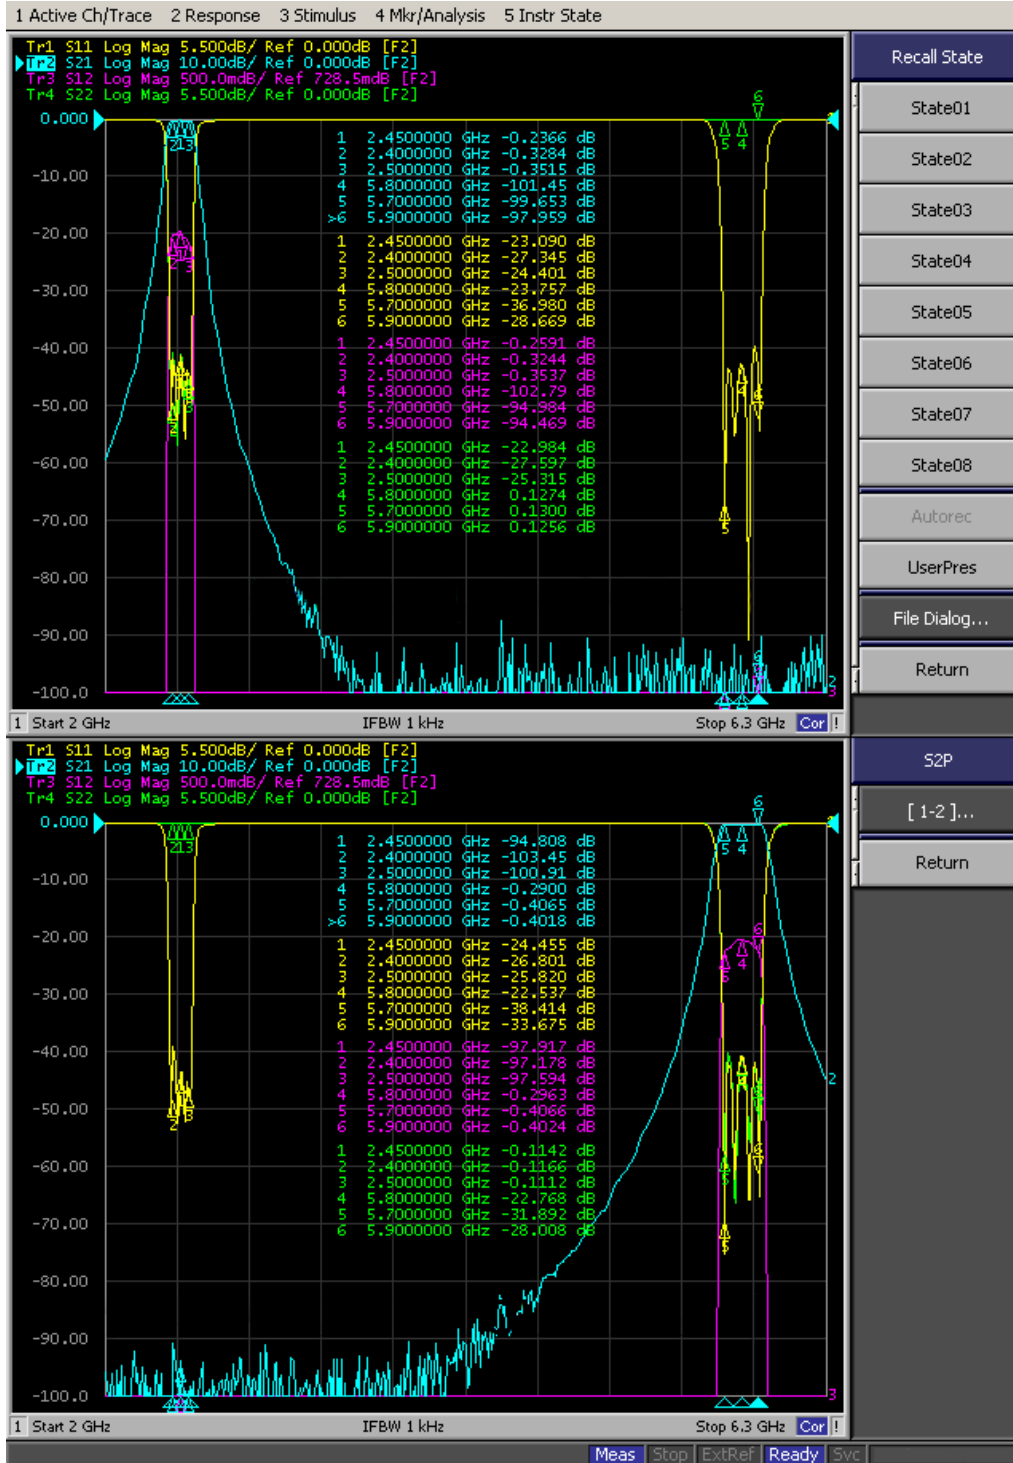 1 Active Ch/Trace 2 Response 3 Stimulus 4 Mkr/Analysis 5 Instr State
Tr1 S11 Log Mag 5.500dB/ Ref 0.000dB [F2]
Tr2 S21 Log Mag 10.00dB/ Ref 0.000dB [F2]
Tr3 S12 Log Mag 500.0mdB/ Ref 728.5mdB [F2]
Tr4 S22 Log Mag 5.500dB/ Ref 0.000dB [F2]
0.000
-10.00
-20.00
-30.00
-40.00
-50.00
-60.00
-70.00
-80.00
-90.00
-100.0
1 2.4500000 GHz -0.2366 dB
2 2.4000000 GHz -0.3284 dB
3 2.5000000 GHz -0.3515 dB
4 5.8000000 GHz -101.45 dB
5 5.7000000 GHz -99.653 dB
>6 5.9000000 GHz -97.959 dB
1 2.4500000 GHz -23.090 dB
2 2.4000000 GHz -27.345 dB
3 2.5000000 GHz -24.401 dB
4 5.8000000 GHz -23.757 dB
5 5.7000000 GHz -36.980 dB
6 5.9000000 GHz -28.669 dB
1 2.4500000 GHz -0.2591 dB
2 2.4000000 GHz -0.3244 dB
3 2.5000000 GHz -0.3537 dB
4 5.8000000 GHz -102.79 dB
5 5.7000000 GHz -94.984 dB
6 5.9000000 GHz -94.469 dB
1 2.4500000 GHz -22.984 dB
2 2.4000000 GHz -27.597 dB
3 2.5000000 GHz -25.315 dB
4 5.8000000 GHz 0.1274 dB
5 5.7000000 GHz 0.1300 dB
6 5.9000000 GHz 0.1256 dB
1 Start 2 GHz IFBW 1 kHz Stop 6.3 GHz Cor !
Recall State
State01
State02
State03
State04
State05
State06
State07
State08
Autorec
UserPres
File Dialog...
Return
Tr1 S11 Log Mag 5.500dB/ Ref 0.000dB [F2]
Tr2 S21 Log Mag 10.00dB/ Ref 0.000dB [F2]
Tr3 S12 Log Mag 500.0mdB/ Ref 728.5mdB [F2]
Tr4 S22 Log Mag 5.500dB/ Ref 0.000dB [F2]
0.000
-10.00
-20.00
-30.00
-40.00
-50.00
-60.00
-70.00
-80.00
-90.00
-100.0
1 2.4500000 GHz -94.808 dB
2 2.4000000 GHz -103.45 dB
3 2.5000000 GHz -100.91 dB
4 5.8000000 GHz -0.2900 dB
5 5.7000000 GHz -0.4065 dB
>6 5.9000000 GHz -0.4018 dB
1 2.4500000 GHz -24.455 dB
2 2.4000000 GHz -26.801 dB
3 2.5000000 GHz -25.820 dB
4 5.8000000 GHz -22.537 dB
5 5.7000000 GHz -38.414 dB
6 5.9000000 GHz -33.675 dB
1 2.4500000 GHz -97.917 dB
2 2.4000000 GHz -97.178 dB
3 2.5000000 GHz -97.594 dB
4 5.8000000 GHz -0.2963 dB
5 5.7000000 GHz -0.4066 dB
6 5.9000000 GHz -0.4024 dB
1 2.4500000 GHz -0.1142 dB
2 2.4000000 GHz -0.1166 dB
3 2.5000000 GHz -0.1112 dB
4 5.8000000 GHz -22.768 dB
5 5.7000000 GHz -31.892 dB
6 5.9000000 GHz -28.008 dB
1 Start 2 GHz IFBW 1 kHz Stop 6.3 GHz Cor !
S2P
[ 1-2 ]...
Return
Meas Stop ExtRef Ready Svc